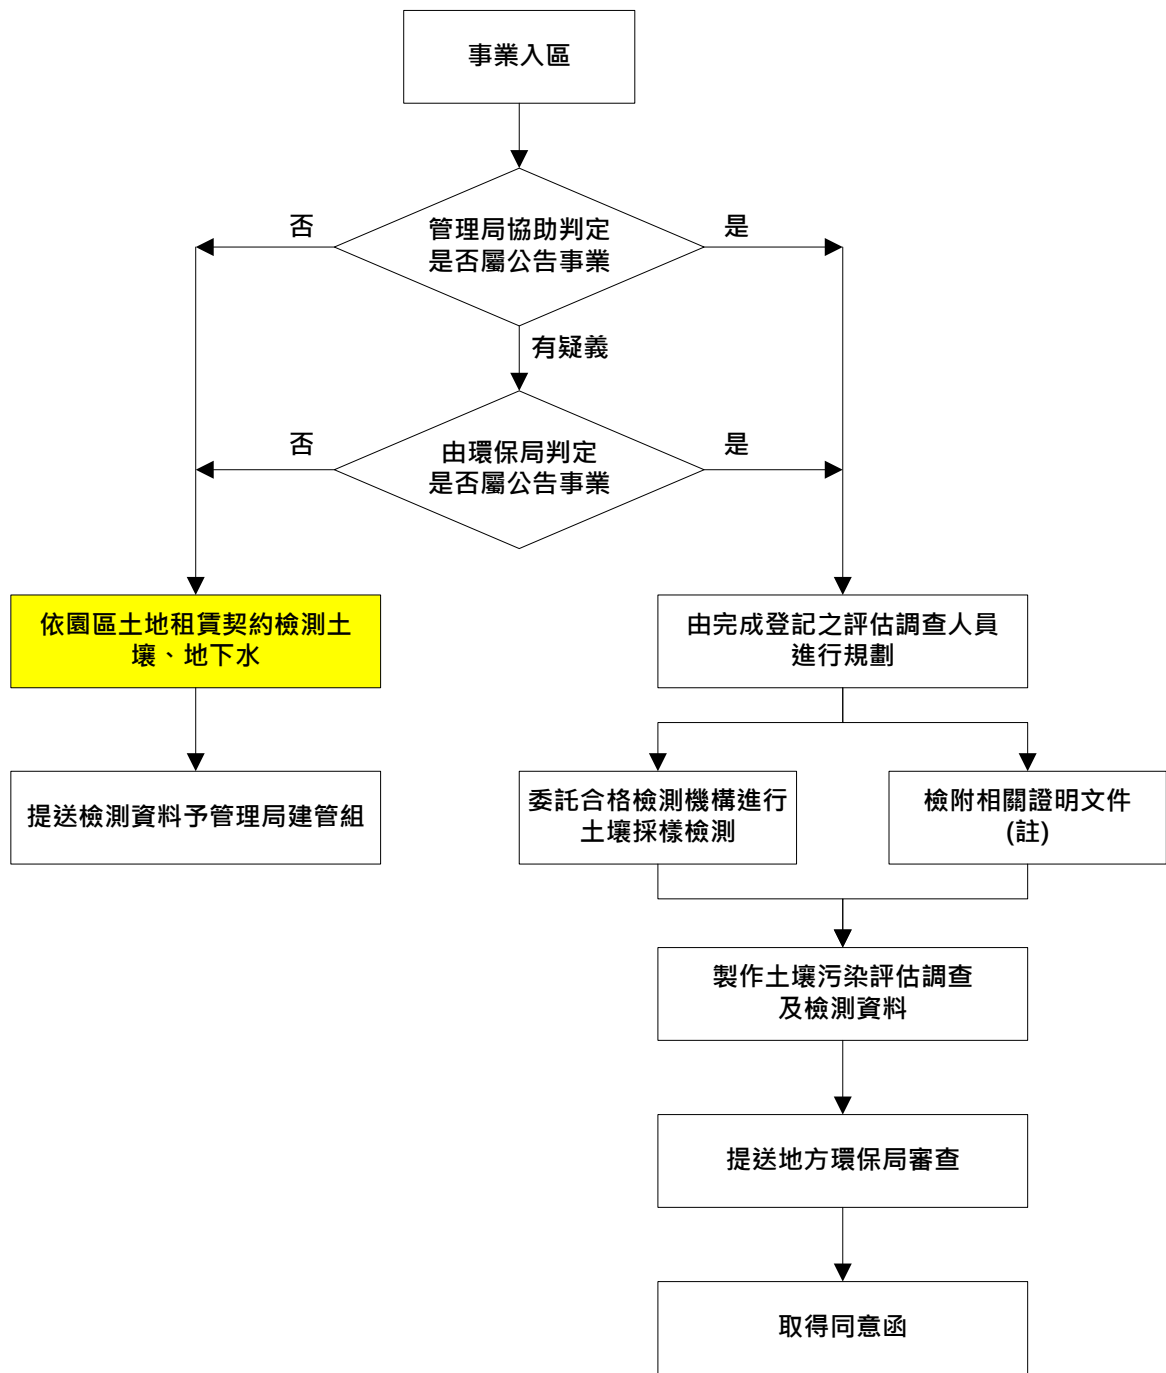 事業入區
否
管理局協助判定
是否屬公告事業
是
有疑義
否
由環保局判定
是否屬公告事業
是
依園區土地租賃契約檢測土
壤、地下水
由完成登記之評估調查人員
進行規劃
提送檢測資料予管理局建管組
委託合格檢測機構進行
土壤採樣檢測
檢附相關證明文件
(註)
製作土壤污染評估調查
及檢測資料
提送地方環保局審查
取得同意函